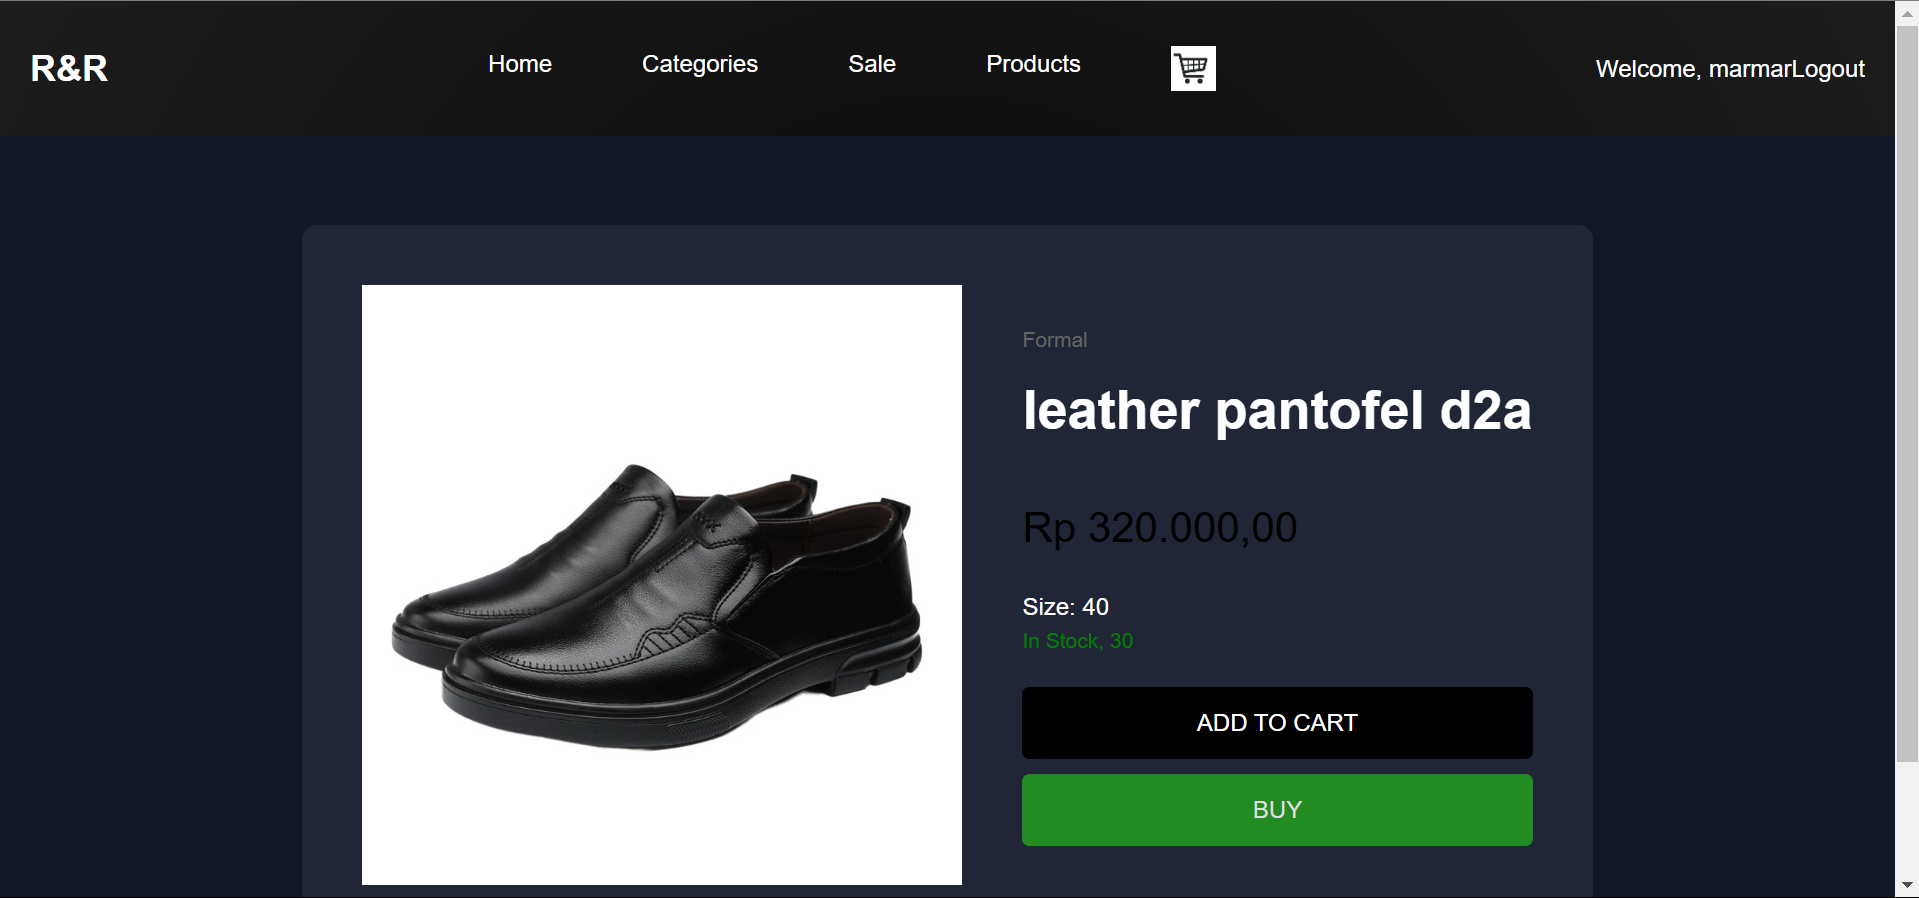 R&R
Home
Categories
Sale
Products
Welcome, marmarLogout
Formal
leather pantofel d2a
Rp 320.000,00
Size: 40
In Stock, 30
ADD TO CART
BUY